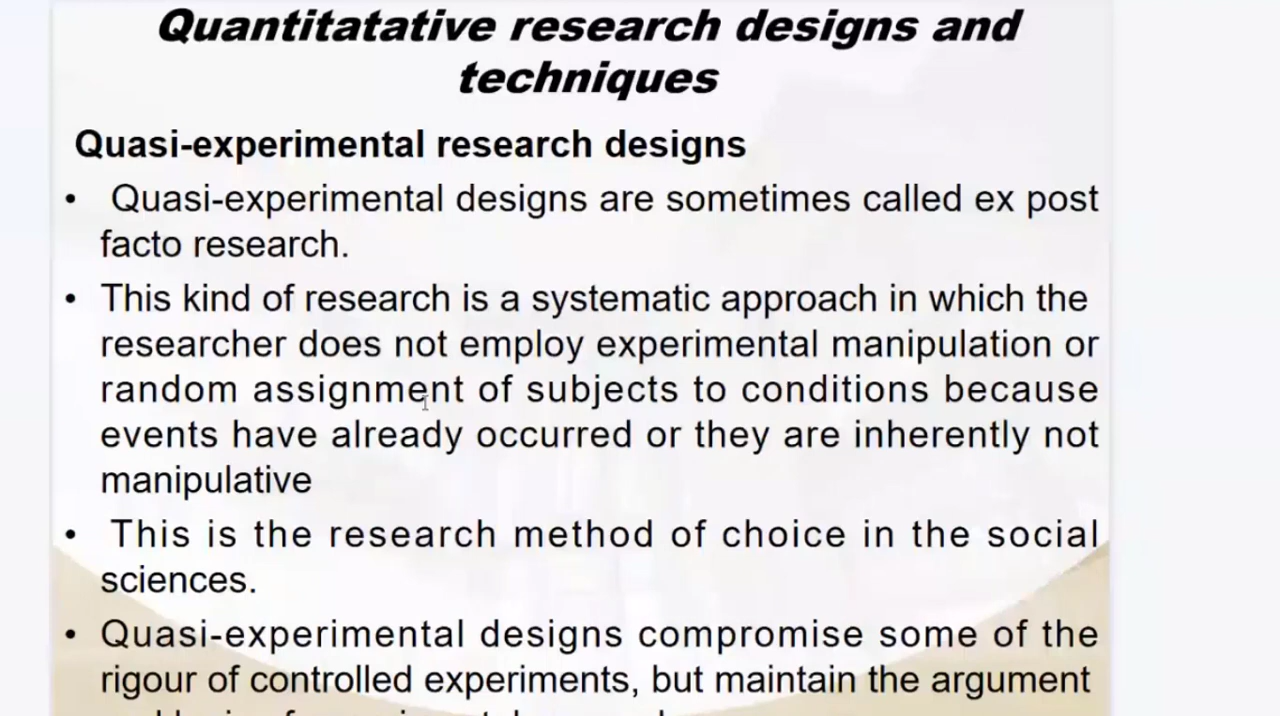 Quantitatative research designs and
techniques
Quasi-experimental research designs
• Quasi-experimental designs are sometimes called ex post
facto research.
• This kind of research is a systematic approach in which the
researcher does not employ experimental manipulation or
random assignment of subjects to conditions because
events have already occurred or they are inherently not
manipulative
• This is the research method of choice in the social
sciences.
• Quasi-experimental designs compromise some of the
rigour of controlled experiments, but maintain the argument